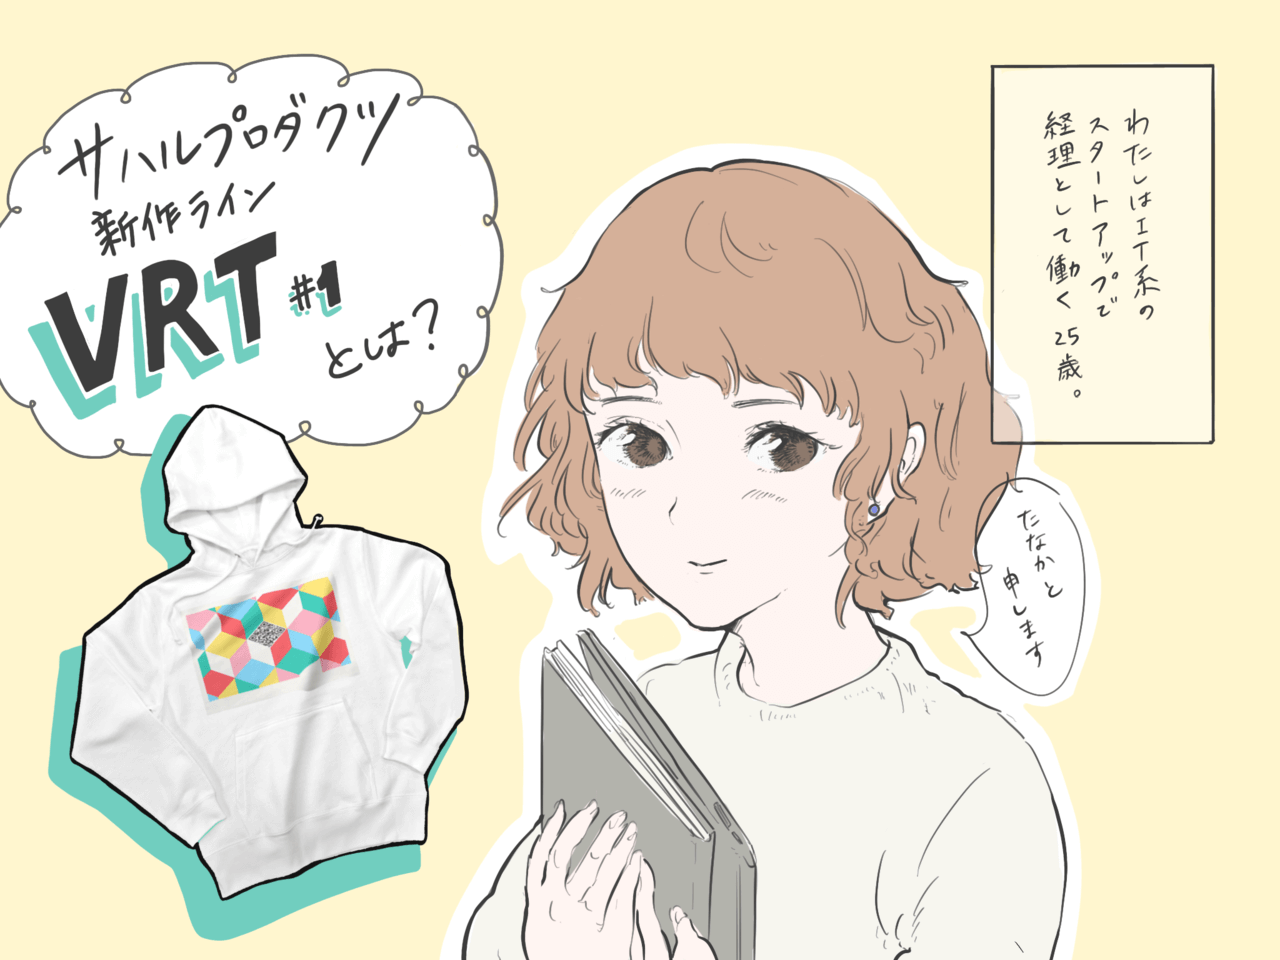 サハルプロダクツ
新作ライン
VRT #1
とは？
わたしはIT系の
スタートアップで
経理として働く25歳。
たなかと
申します